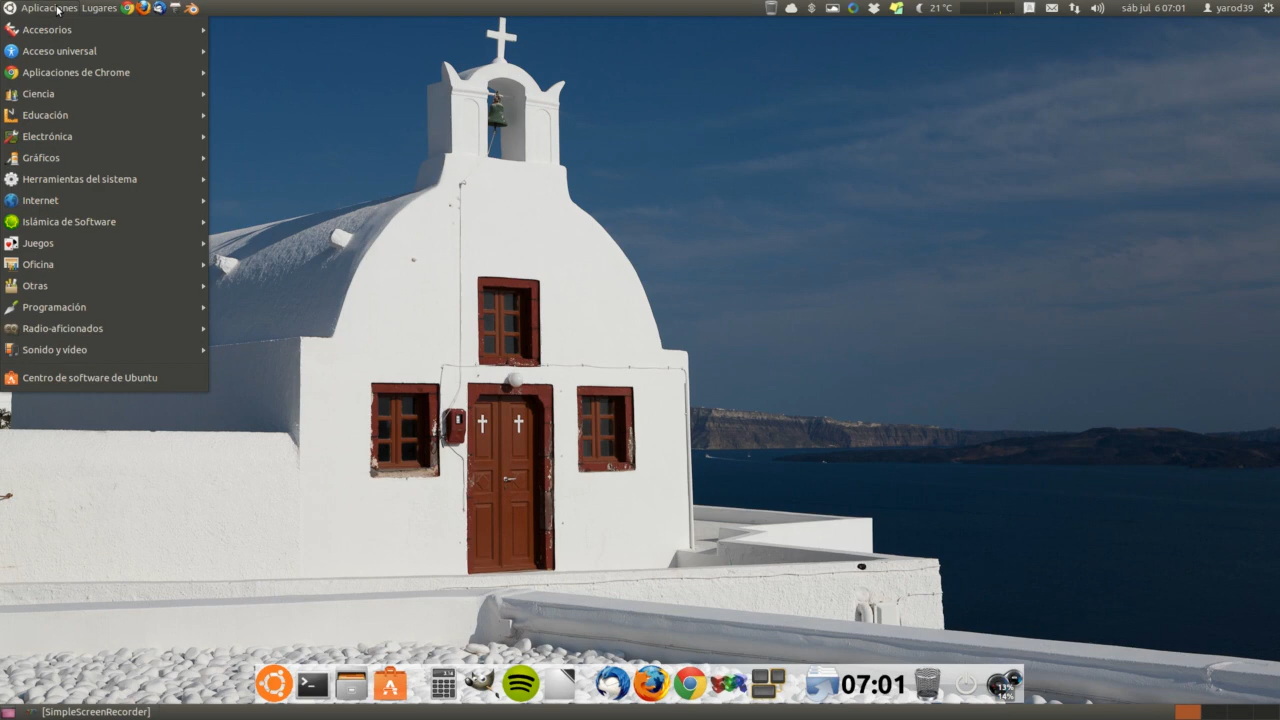 Aplicaciones Lugares
21 °C
sáb jul 6 07:01 yarod39
Accesorios
Acceso universal
Aplicaciones de Chrome
Ciencia
Educación
Electrónica
Gráficos
Herramientas del sistema
Internet
Islámica de Software
Juegos
Oficina
Otras
Programación
Radio-aficionados
Sonido y vídeo
Centro de software de Ubuntu
07:01
13%
14%
[SimpleScreenRecorder]